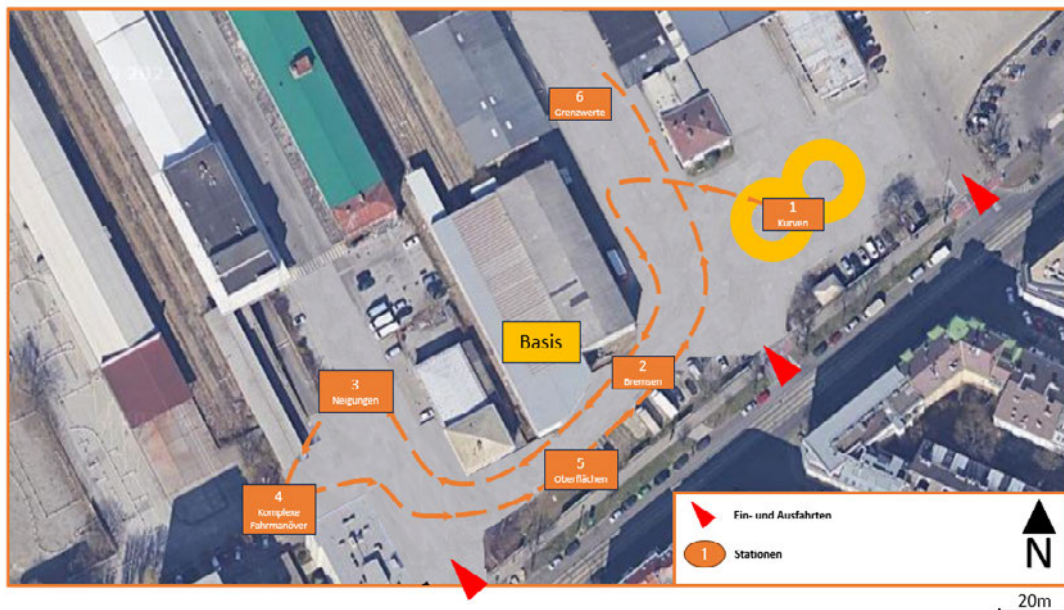 6
Grenzwerte
1
Kurven
Basis
2
Bremsen
3
Neigungen
5
Oberflächen
4
Komplexe
Fahrmanöver
Ein- und Ausfahrten
1
Stationen
N
20m